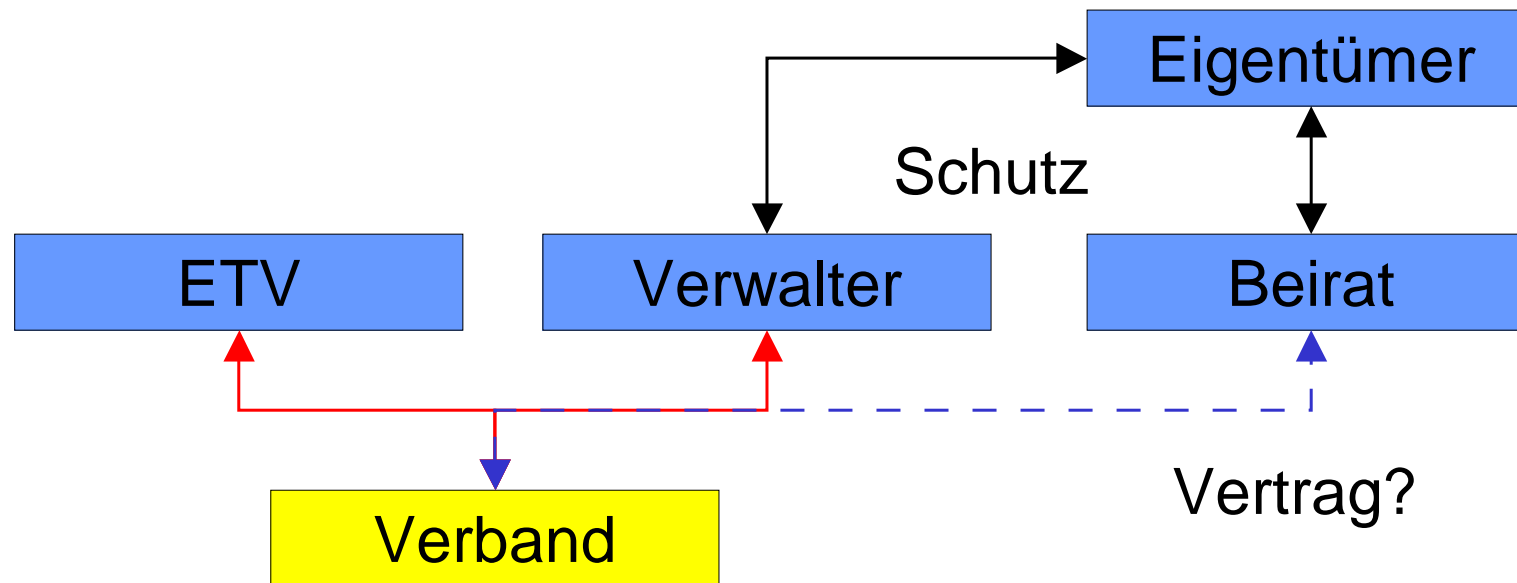 Eigentümer
Schutz
ETV
Verwalter
Beirat
Vertrag?
Verband